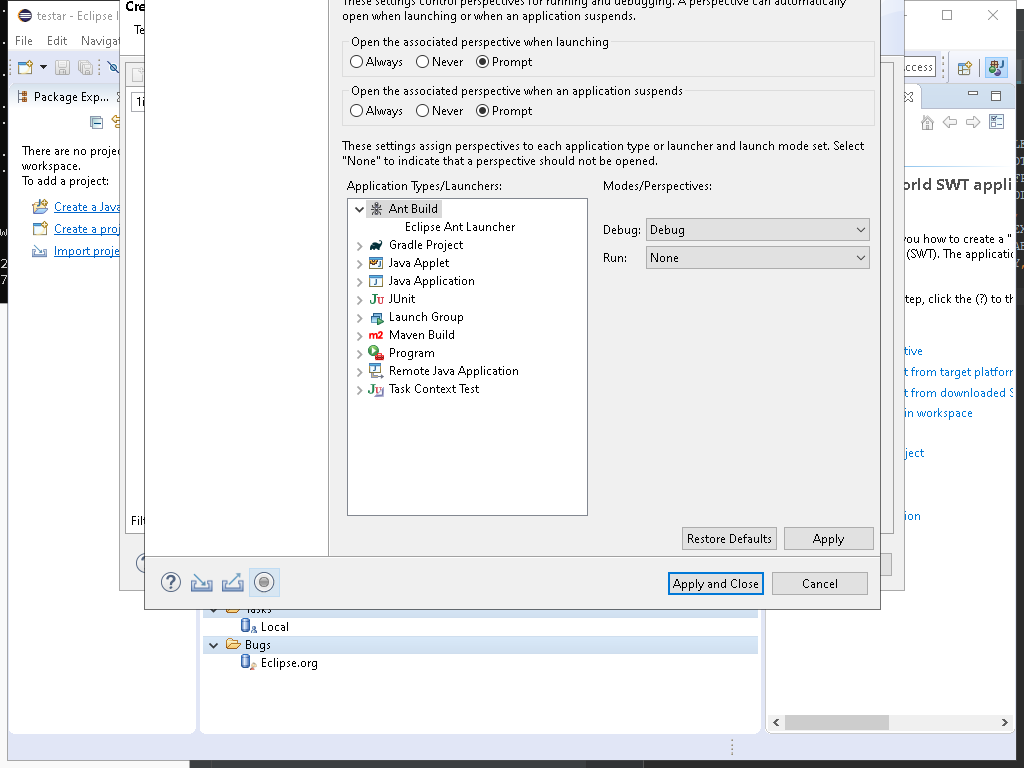 testar - Eclipse I
Cre
These settings control perspectives for running and debugging. A perspective can automatically
open when launching or when an application suspends.
File Edit Navigat
Te
Open the associated perspective when launching
Always Never Prompt
ccess
Open the associated perspective when an application suspends
Always Never Prompt
Package Exp...
These settings assign perspectives to each application type or launcher and launch mode set. Select
"None" to indicate that a perspective should not be opened.
There are no proje
workspace.
To add a project:
Create a Java
Create a proj
Import proje
Application Types/Launchers:
Ant Build
Eclipse Ant Launcher
Gradle Project
Java Applet
Java Application
JUnit
Launch Group
Maven Build
Program
Remote Java Application
Task Context Test
Modes/Perspectives:
Debug: Debug
Run: None
orld SWT appli
you how to create a "
(SWT). The applicatio
tep, click the (?) to th
tive
t from target platform
t from downloaded S
in workspace
ject
ion
Filt
Restore Defaults Apply
Apply and Close Cancel
Tasks
Local
Bugs
Eclipse.org